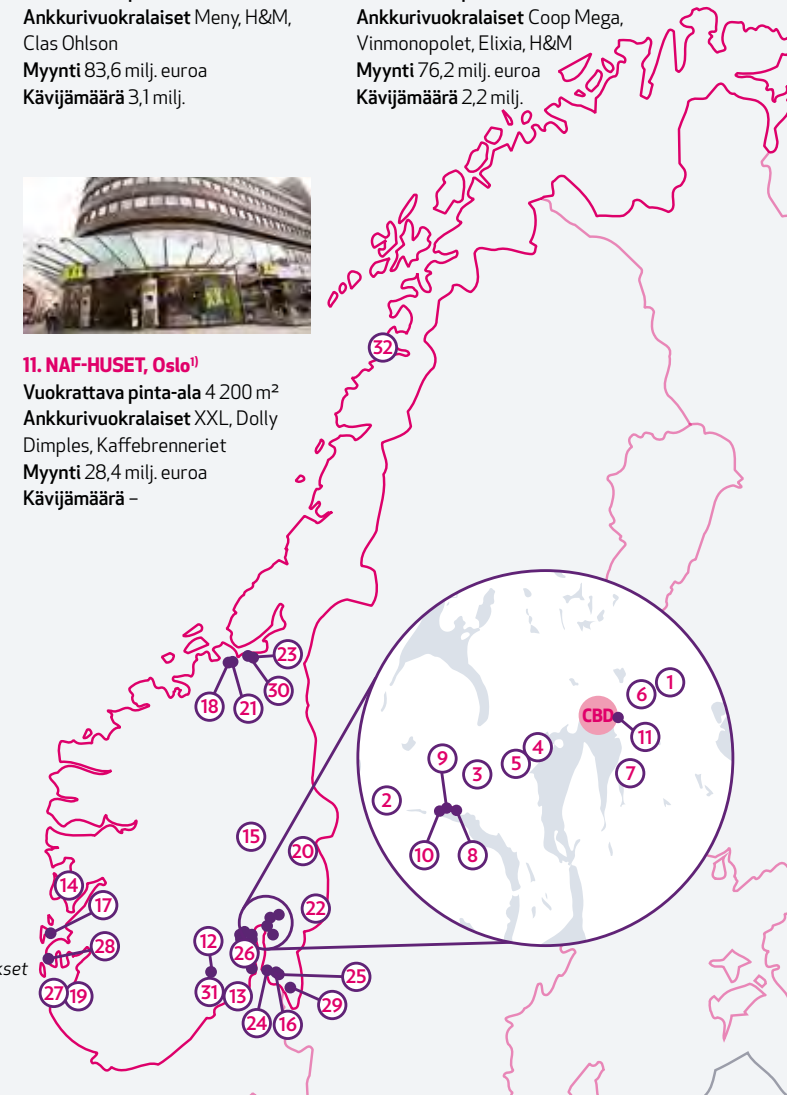 Ankkurivuokralaiset Meny, H&M,
Clas Ohlson
Myynti 83,6 milj. euroa
Kävijämäärä 3,1 milj.
Ankkurivuokralaiset Coop Mega,
Vinmonopolet, Elixia, H&M
Myynti 76,2 milj. euroa
Kävijämäärä 2,2 milj.
11. NAF-HUSET, Oslo¹⁾
Vuokrattava pinta-ala 4 200 m²
Ankkurivuokralaiset XXL, Dolly
Dimples, Kaffebrenneriet
Myynti 28,4 milj. euroa
Kävijämäärä –
32
23
18
21
30
1
6
CBD
11
9
4
5
3
7
2
10
8
15
20
14
17
22
12
26
28
25
27
19
31
13
29
24
16